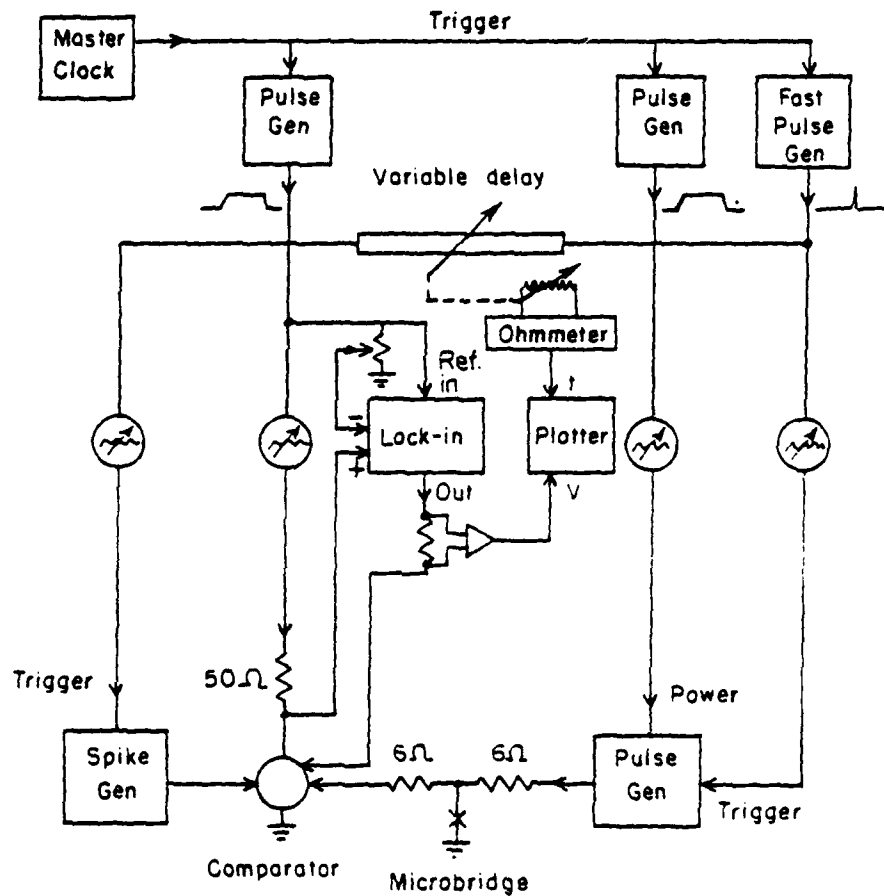 Trigger
Master
Clock
Pulse
Gen
Pulse
Gen
Fast
Pulse
Gen
Variable delay
Ohmmeter
Ref.
in
t
-
+
Lock-in
Plotter
Out
V
50Ω
Trigger
Power
Spike
Gen
6Ω
6Ω
Pulse
Gen
Trigger
Comparator
Microbridge